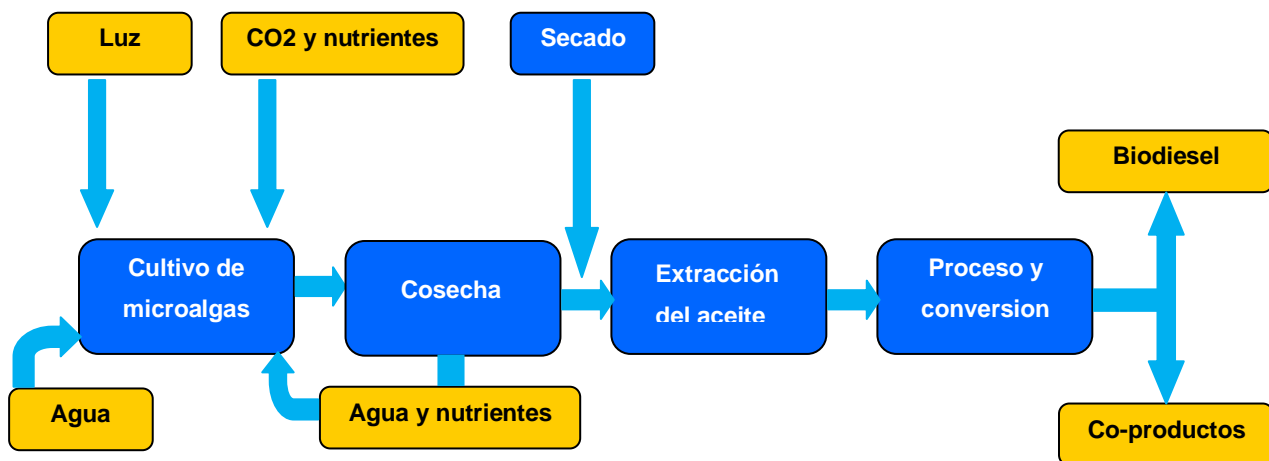 Luz
CO2 y nutrientes
Secado
Biodiesel
Cultivo de
microalgas
Cosecha
Extracción
del aceite
Proceso y
conversion
Agua
Agua y nutrientes
Co-productos